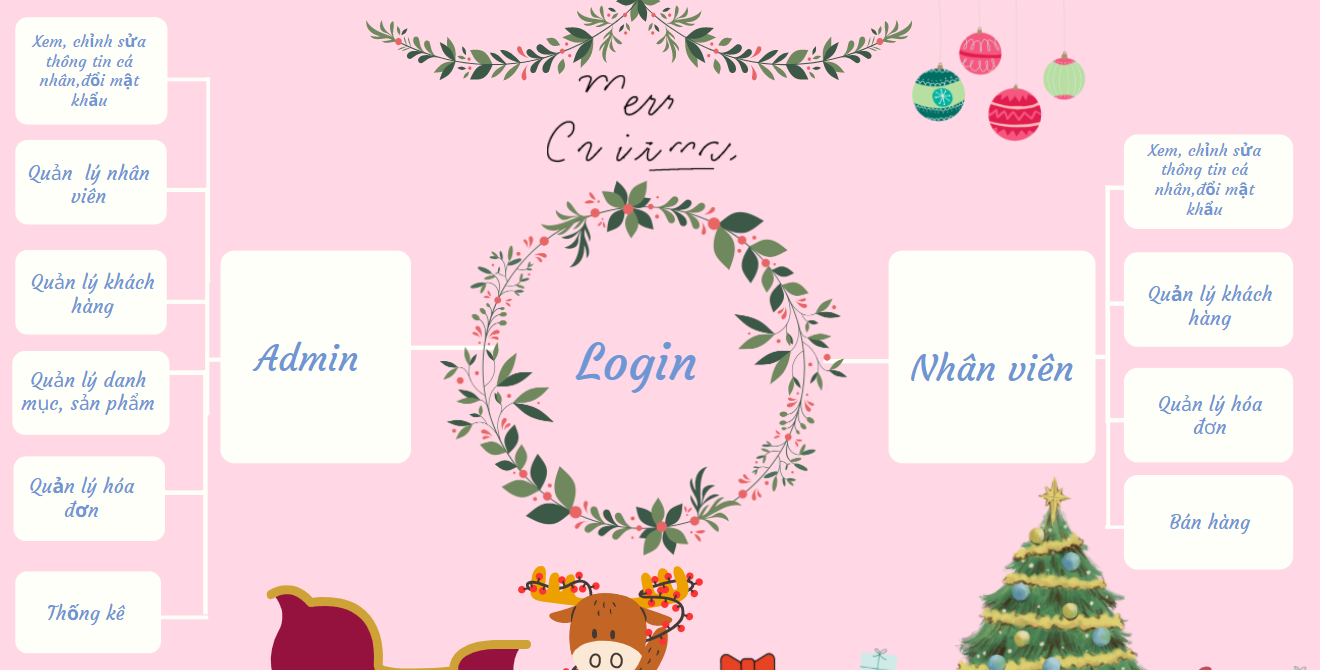 Merr
Xem, chỉnh sửa
thông tin cá
nhân,đổi mật
khẩu
Quản lý nhân
viên
Quản lý khách
hàng
Quản lý danh
mục, sản phẩm
Quản lý hóa
đơn
Thống kê
Admin
Login
Nhân viên
Xem, chỉnh sửa
thông tin cá
nhân,đổi mật
khẩu
Quản lý khách
hàng
Quản lý hóa
đơn
Bán hàng